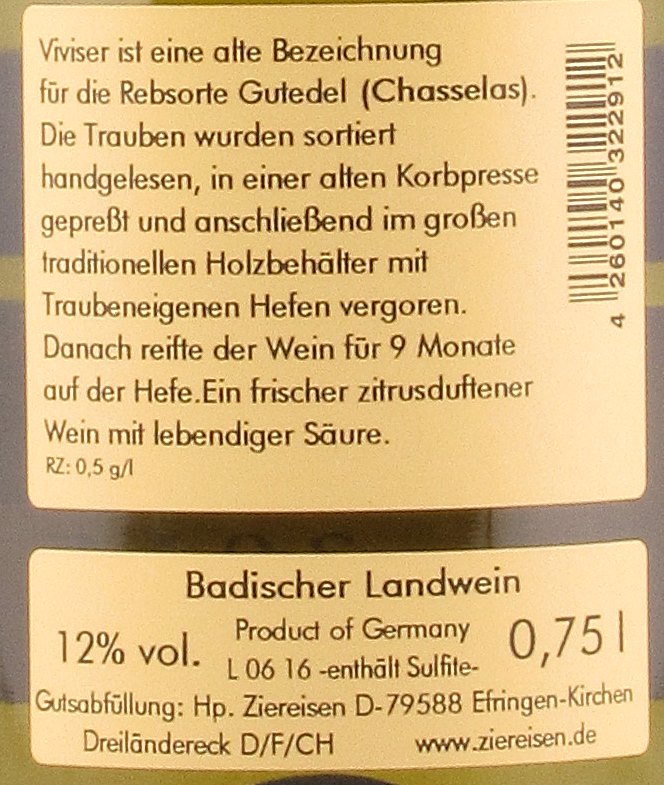 Viviser ist eine alte Bezeichnung
für die Rebsorte Gutedel (Chasselas).
Die Trauben wurden sortiert
handgelesen, in einer alten Korbpresse
gepreßt und anschließend im großen
traditionellen Holzbehälter mit
Traubeneigenen Hefen vergoren.
Danach reifte der Wein für 9 Monate
auf der Hefe.Ein frischer zitrusduftener
Wein mit lebendiger Säure.
RZ: 0,5 g/l
4 260140 322912
Badischer Landwein
12% vol.
Product of Germany
L 06 16 -enthält Sulfite-
0,75 l
Gutsabfüllung: Hp. Ziereisen D-79588 Efringen-Kirchen
Dreiländereck D/F/CH www.ziereisen.de